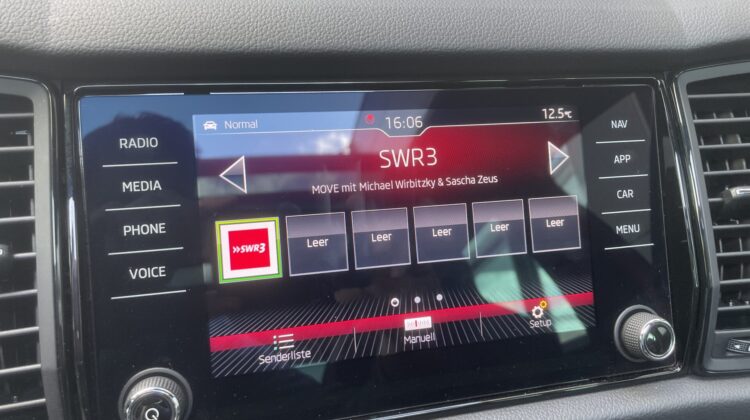 RADIO
MEDIA
PHONE
VOICE
Normal
16:06
12.5°C
SWR3
MOVE mit Michael Wirbitzky & Sascha Zeus
SWR3
Leer
Leer
Leer
Leer
Leer
Senderliste
Manuell
Setup
NAV
APP
CAR
MENU